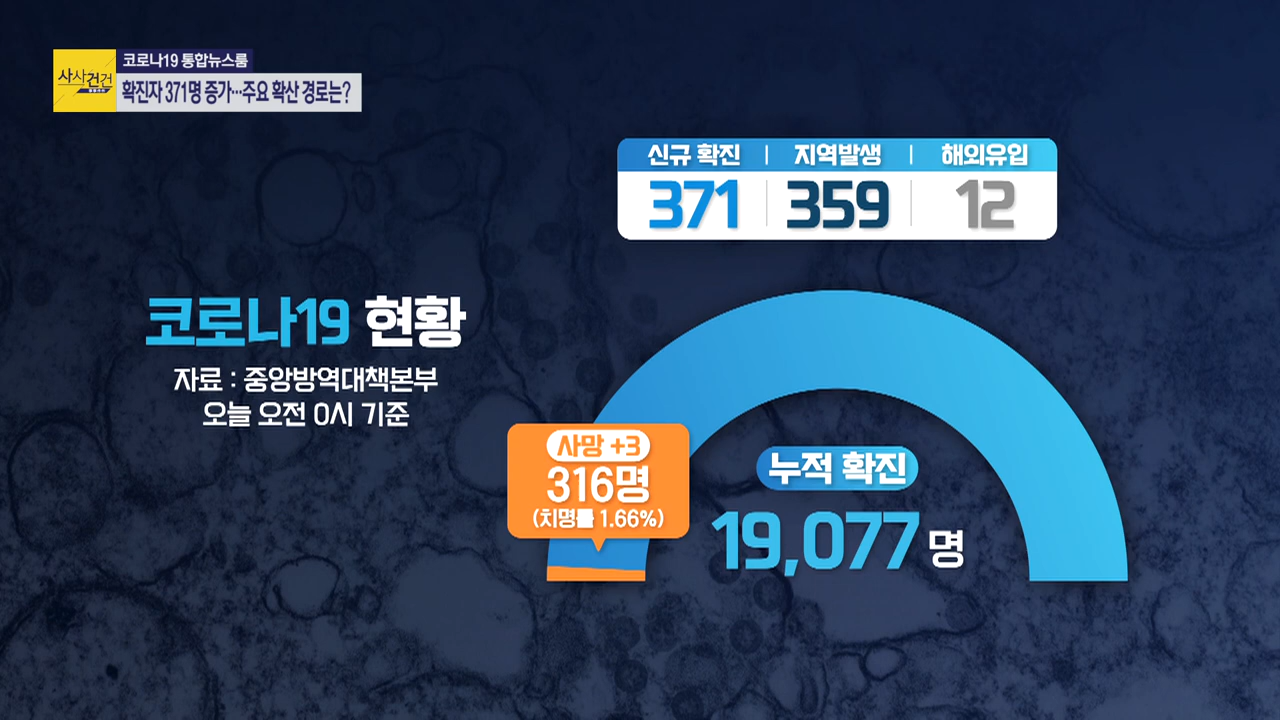 사사건건
코로나19 통합뉴스룸
확진자 371명 증가…주요 확산 경로는?
신규 확진 | 지역발생 | 해외유입
371 359 12
코로나19 현황
자료 : 중앙방역대책본부
오늘 오전 0시 기준
사망 +3
316명
(치명률 1.66%)
누적 확진
19,077 명